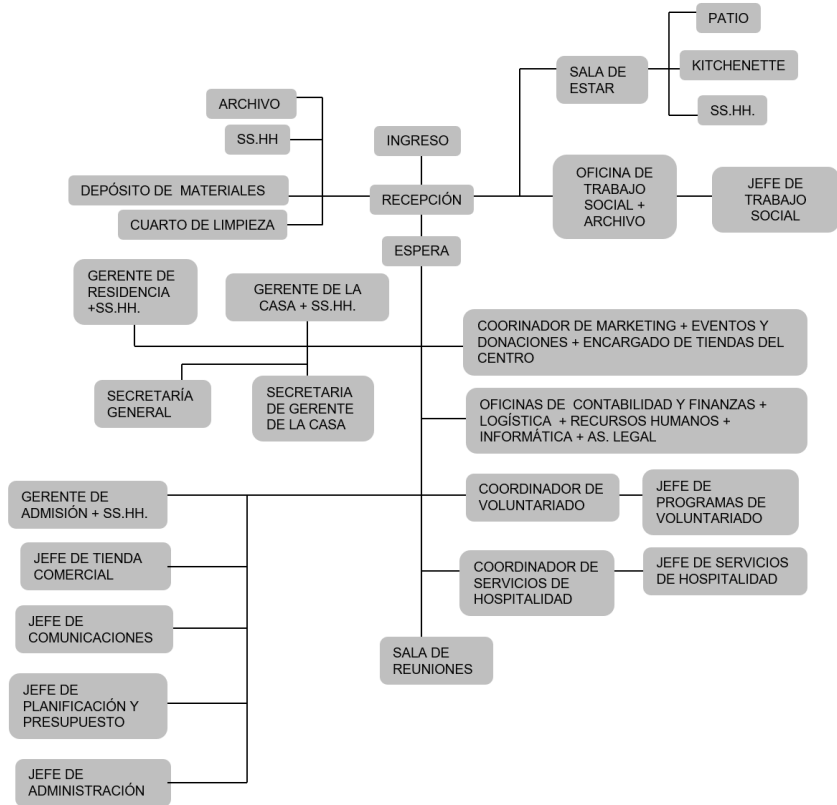 PATIO
SALA DE
ESTAR
KITCHENETTE
SS.HH.
ARCHIVO
SS.HH
INGRESO
DEPÓSITO DE MATERIALES
RECEPCIÓN
OFICINA DE
TRABAJO
SOCIAL +
ARCHIVO
JEFE DE
TRABAJO
SOCIAL
CUARTO DE LIMPIEZA
ESPERA
GERENTE DE
RESIDENCIA
+SS.HH.
GERENTE DE LA
CASA + SS.HH.
COORINADOR DE MARKETING + EVENTOS Y
DONACIONES + ENCARGADO DE TIENDAS DEL
CENTRO
SECRETARÍA
GENERAL
SECRETARIA
DE GERENTE
DE LA CASA
OFICINAS DE CONTABILIDAD Y FINANZAS +
LOGÍSTICA + RECURSOS HUMANOS +
INFORMÁTICA + AS. LEGAL
GERENTE DE
ADMISIÓN + SS.HH.
COORDINADOR DE
VOLUNTARIADO
JEFE DE
PROGRAMAS DE
VOLUNTARIADO
JEFE DE TIENDA
COMERCIAL
COORDINADOR DE
SERVICIOS DE
HOSPITALIDAD
JEFE DE SERVICIOS
DE HOSPITALIDAD
JEFE DE
COMUNICACIONES
SALA DE
REUNIONES
JEFE DE
PLANIFICACIÓN Y
PRESUPUESTO
JEFE DE
ADMINISTRACIÓN